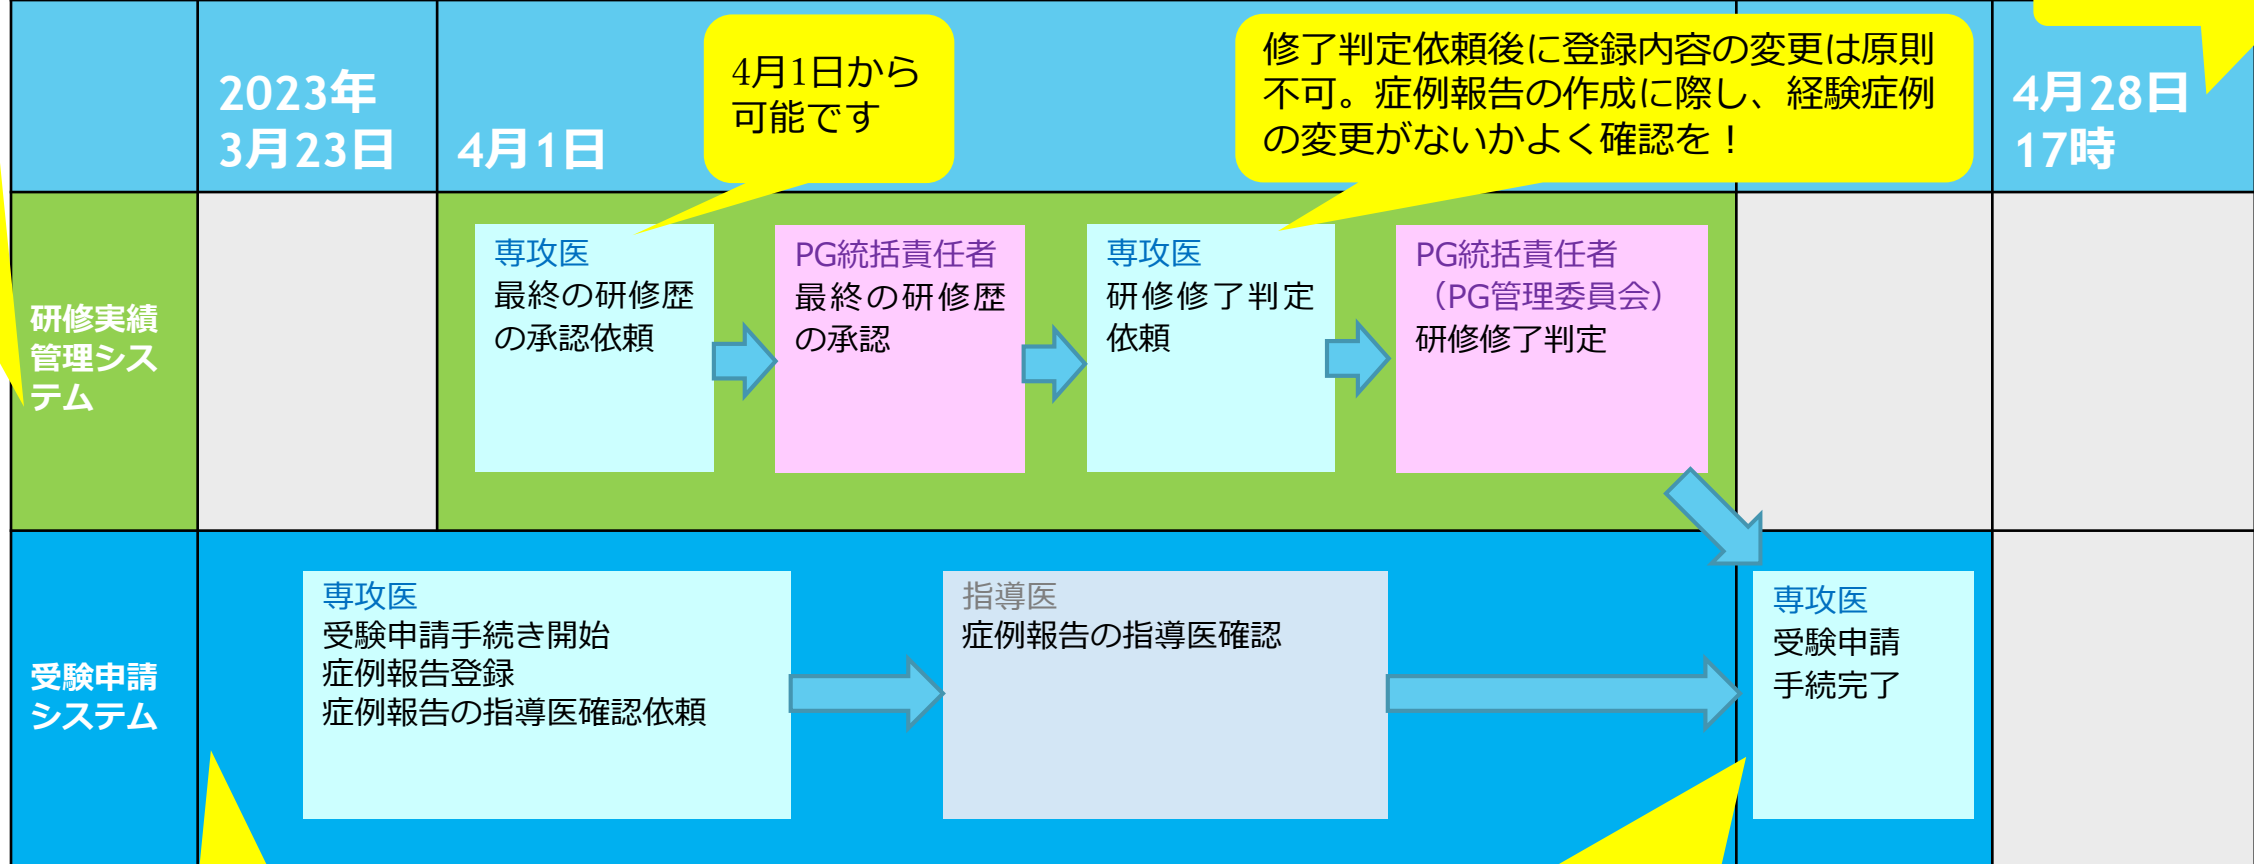 2023年
3月23日
4月1日
4月1日から
可能です
修了判定依頼後に登録内容の変更は原則
不可。症例報告の作成に際し、経験症例
の変更がないかよく確認を！
4月28日
17時
研修実績
管理シス
テム
専攻医
最終の研修歴
の承認依頼
PG統括責任者
最終の研修歴
の承認
専攻医
研修修了判定
依頼
PG統括責任者
（PG管理委員会）
研修修了判定
受験申請
システム
専攻医
受験申請手続き開始
症例報告登録
症例報告の指導医確認依頼
指導医
症例報告の指導医確認
専攻医
受験申請
手続完了